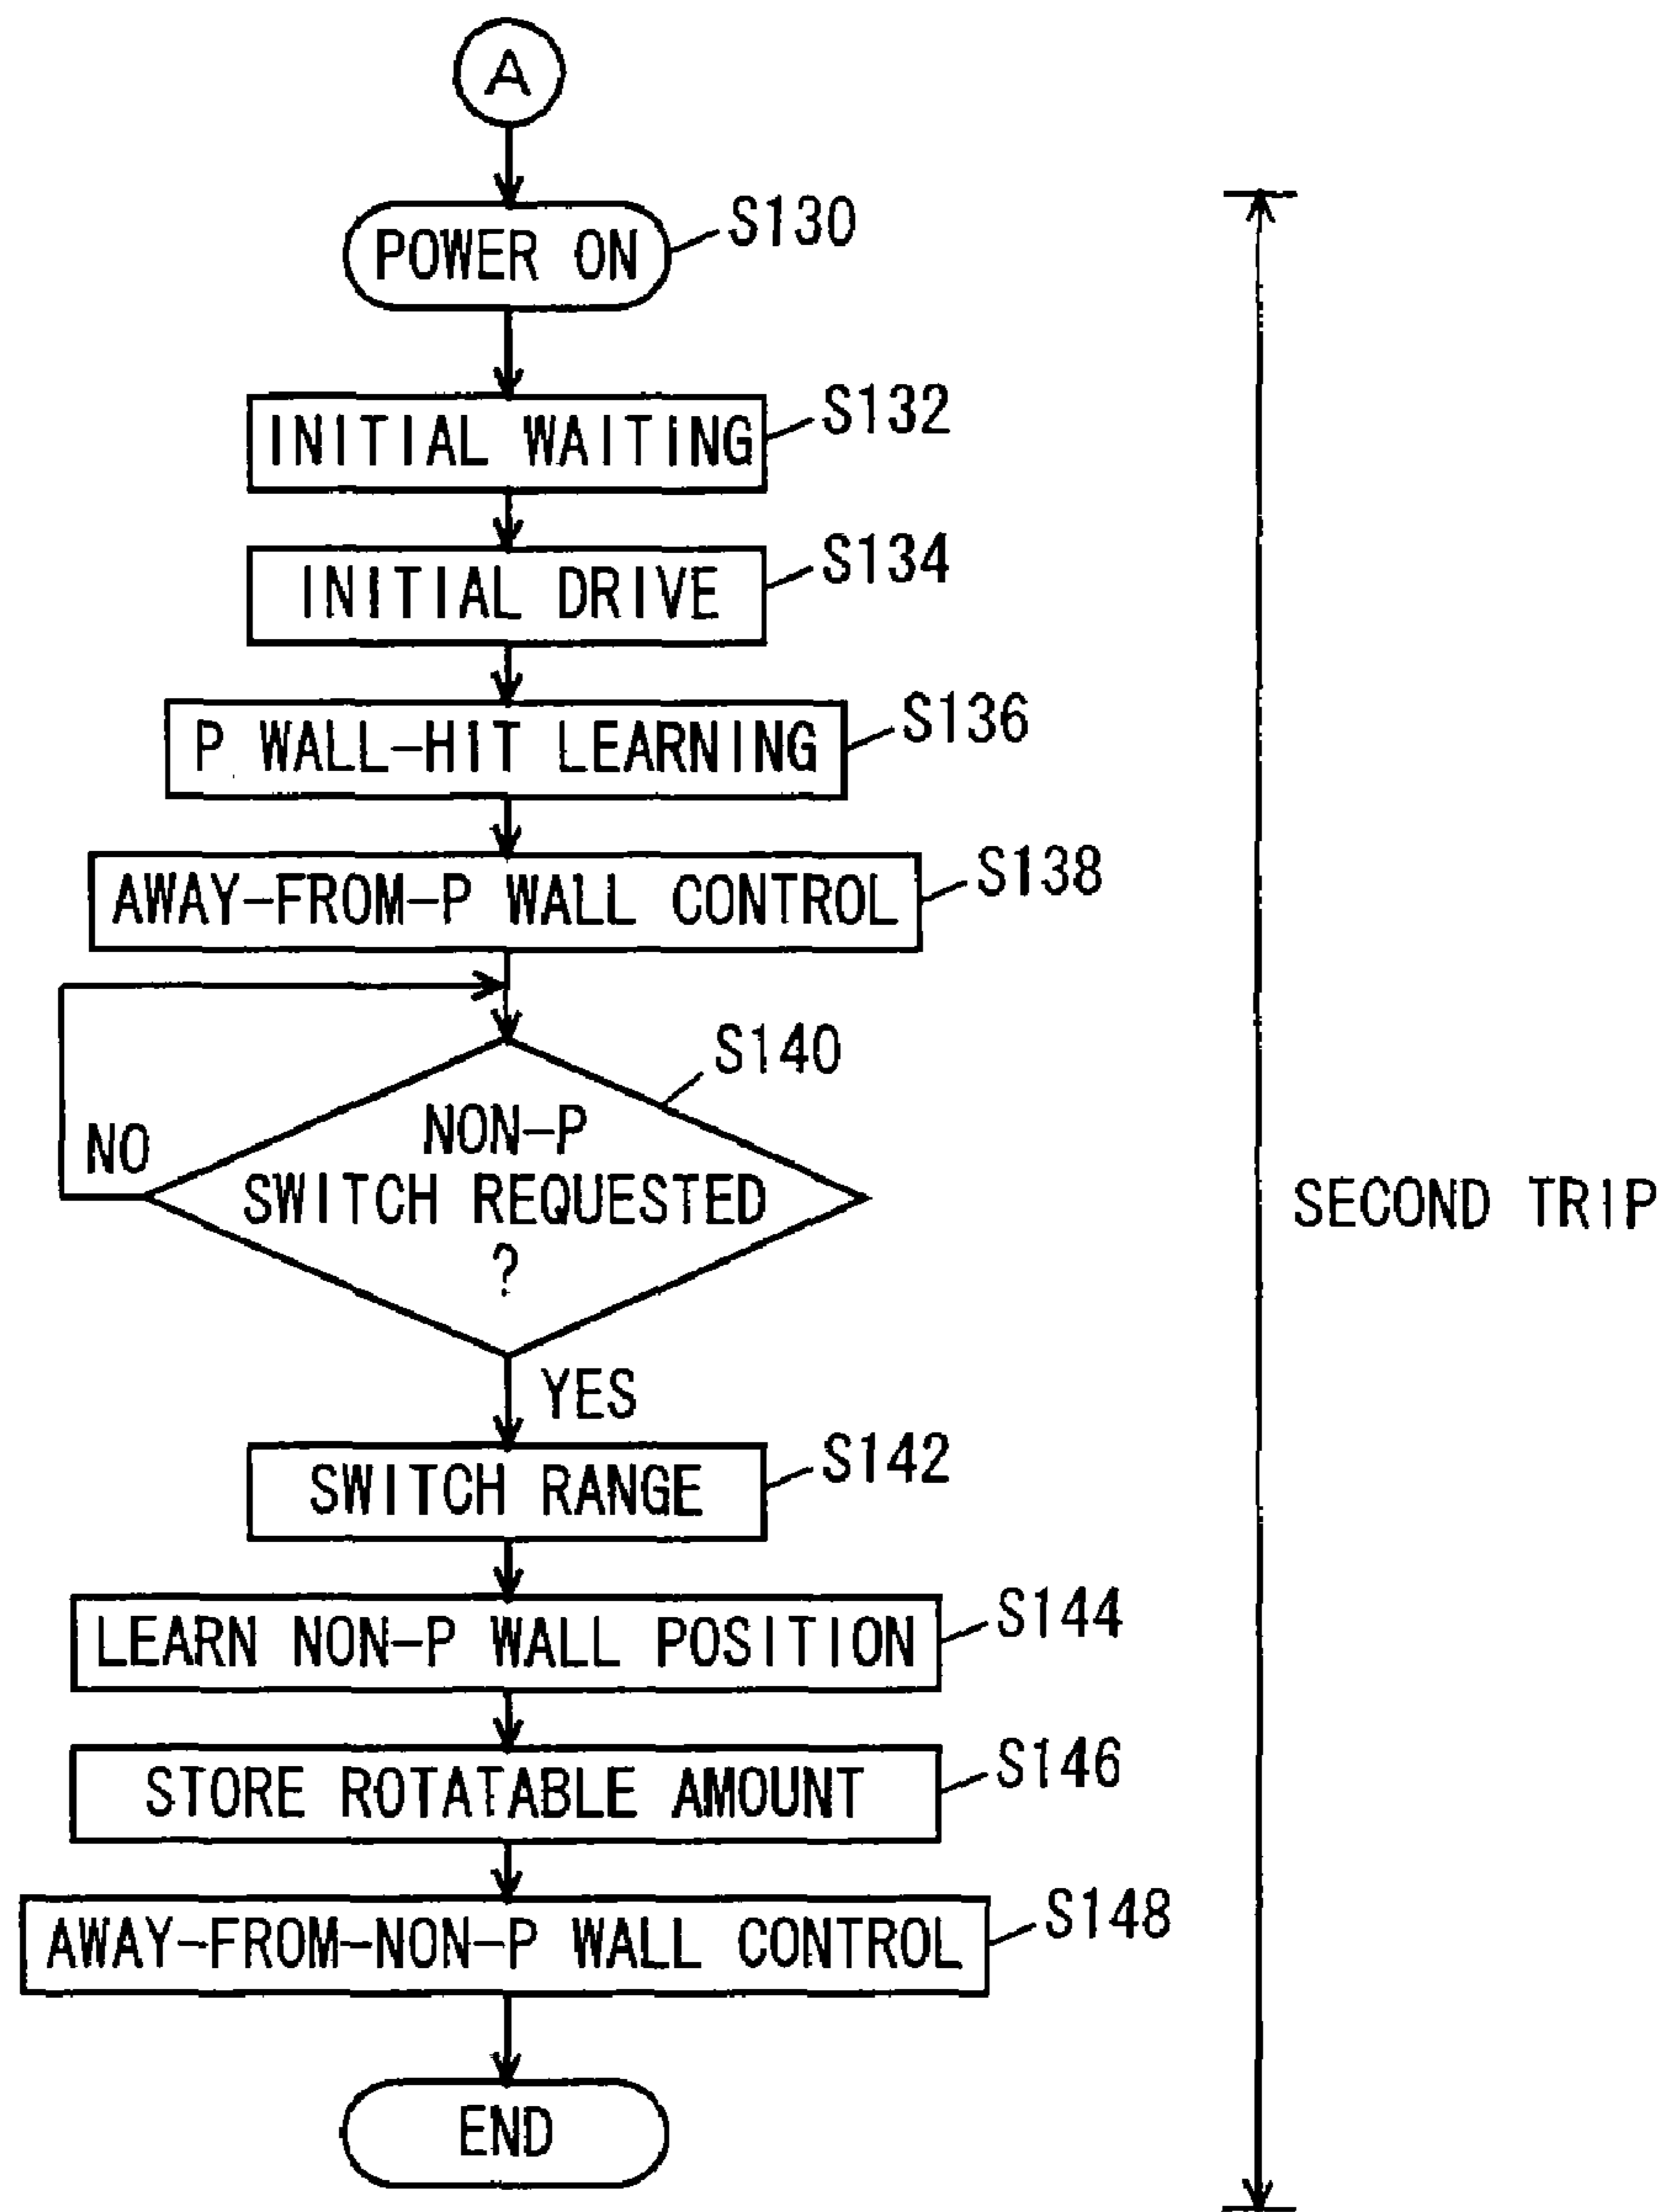 A
POWER ON
S130
INITIAL WAITING
S132
INITIAL DRIVE
S134
P WALL-HIT LEARNING
S136
AWAY-FROM-P WALL CONTROL
S138
S140
NON-P
SWITCH REQUESTED
?
NO
SECOND TRIP
YES
SWITCH RANGE
S142
LEARN NON-P WALL POSITION
S144
STORE ROTATABLE AMOUNT
S146
AWAY-FROM-NON-P WALL CONTROL
S148
END